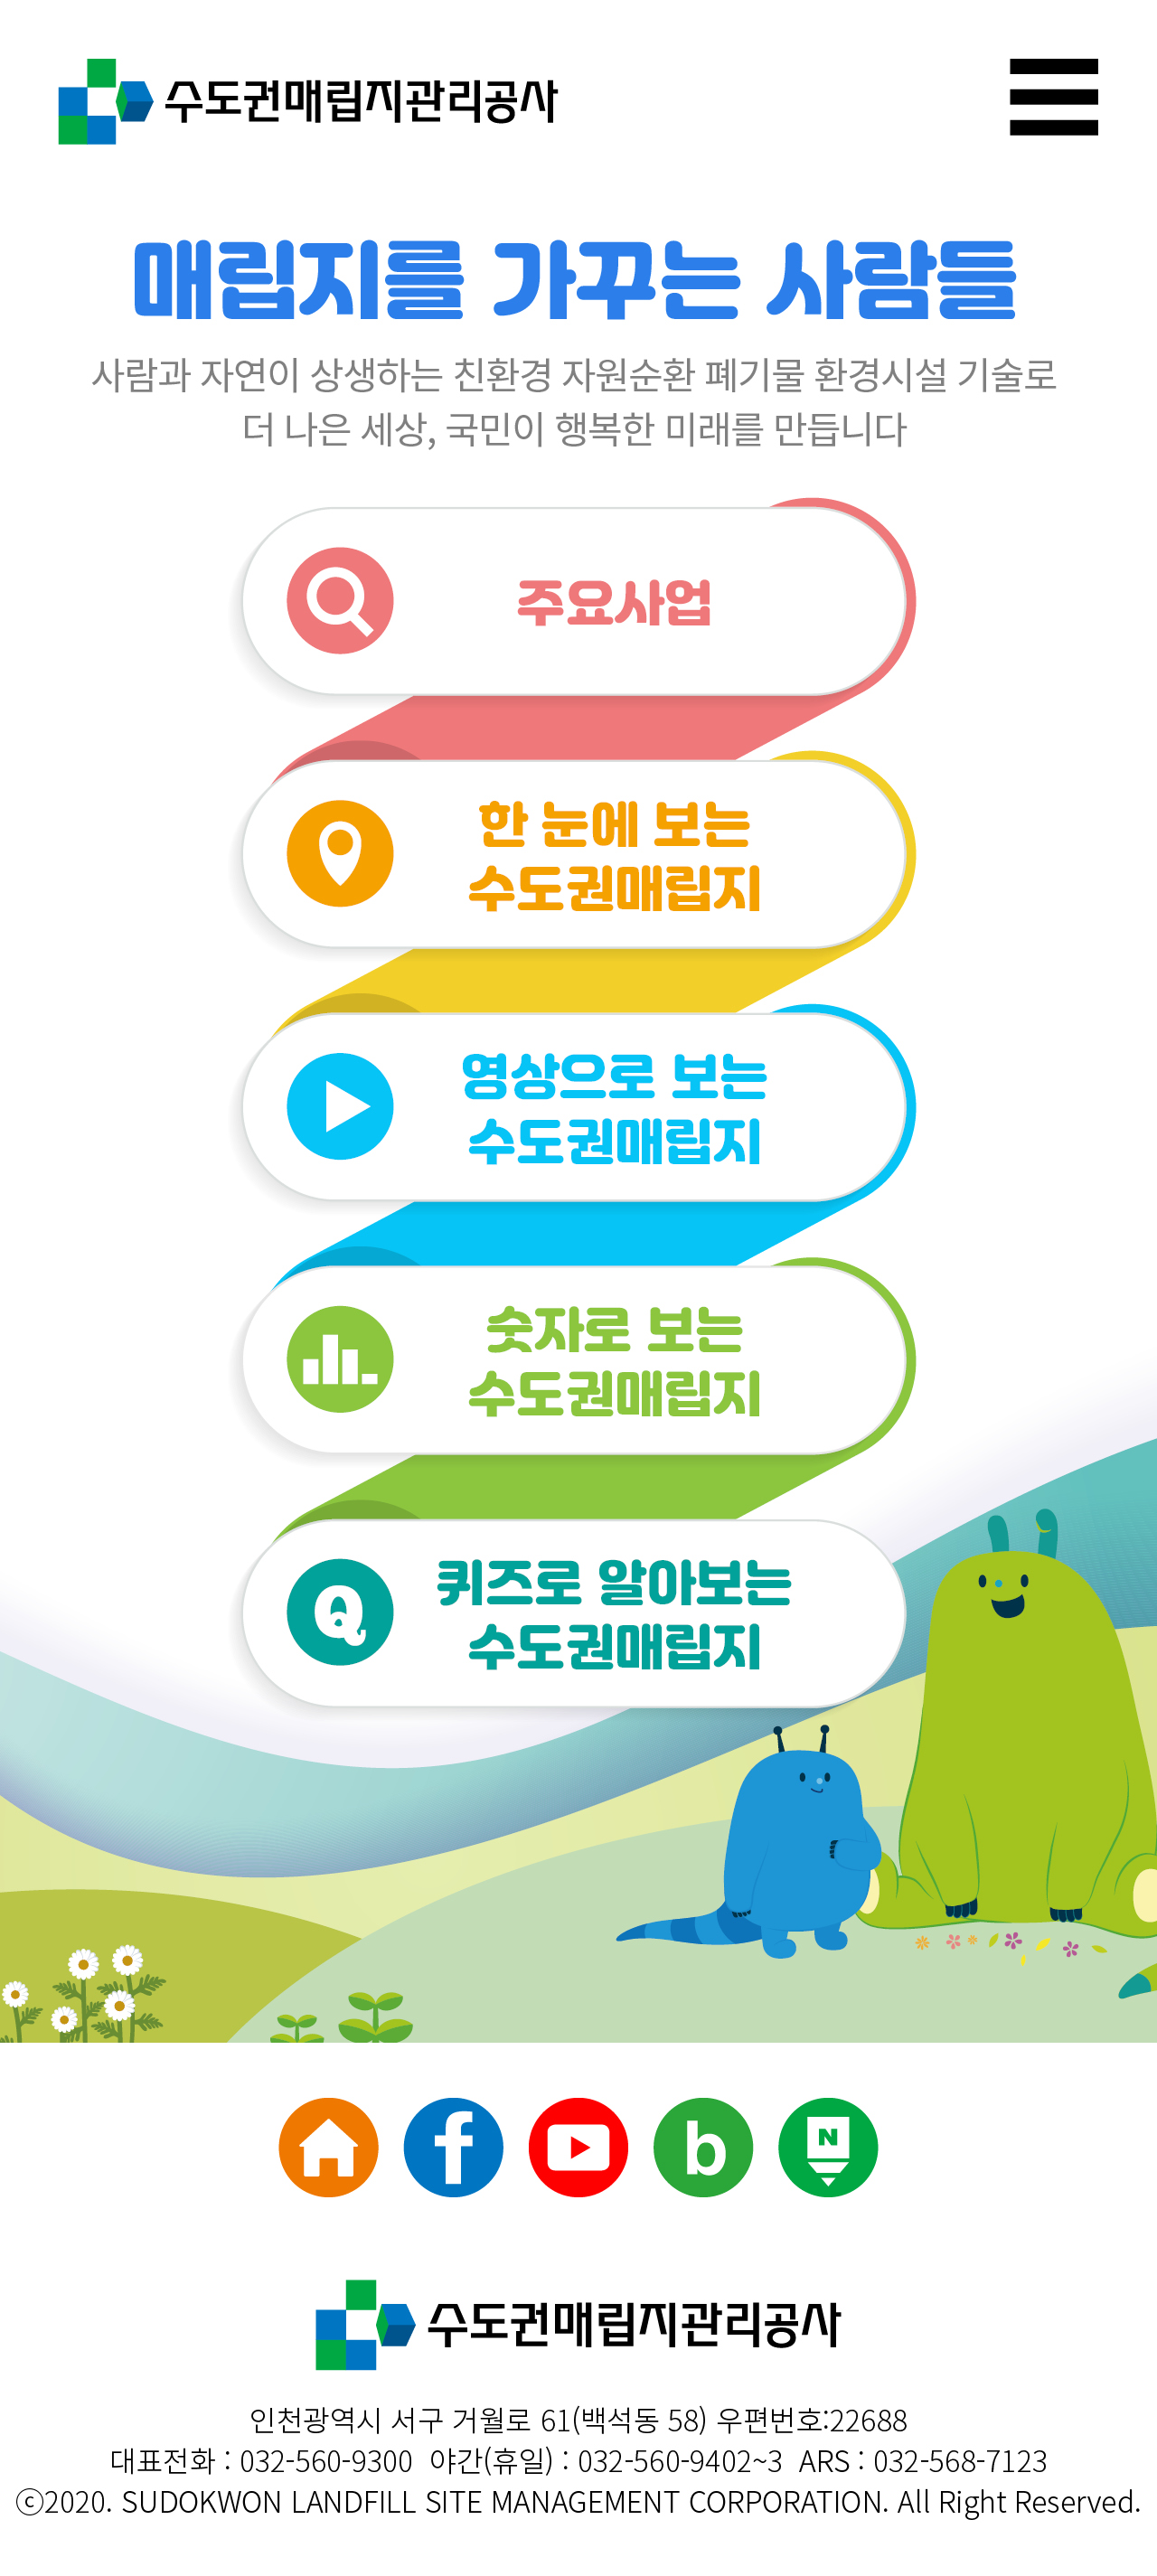 수도권매립지관리공사
매립지를 가꾸는 사람들
사람과 자연이 상생하는 친환경 자원순환 폐기물 환경시설 기술로
더 나은 세상, 국민이 행복한 미래를 만듭니다
주요사업
한 눈에 보는
수도권매립지
영상으로 보는
수도권매립지
숫자로 보는
수도권매립지
Q
퀴즈로 알아보는
수도권매립지
f
b
N
수도권매립지관리공사
인천광역시 서구 거월로 61(백석동 58) 우편번호:22688
대표전화 : 032-560-9300 야간(휴일) : 032-560-9402~3 ARS : 032-568-7123
ⓒ2020. SUDOKWON LANDFILL SITE MANAGEMENT CORPORATION. All Right Reserved.